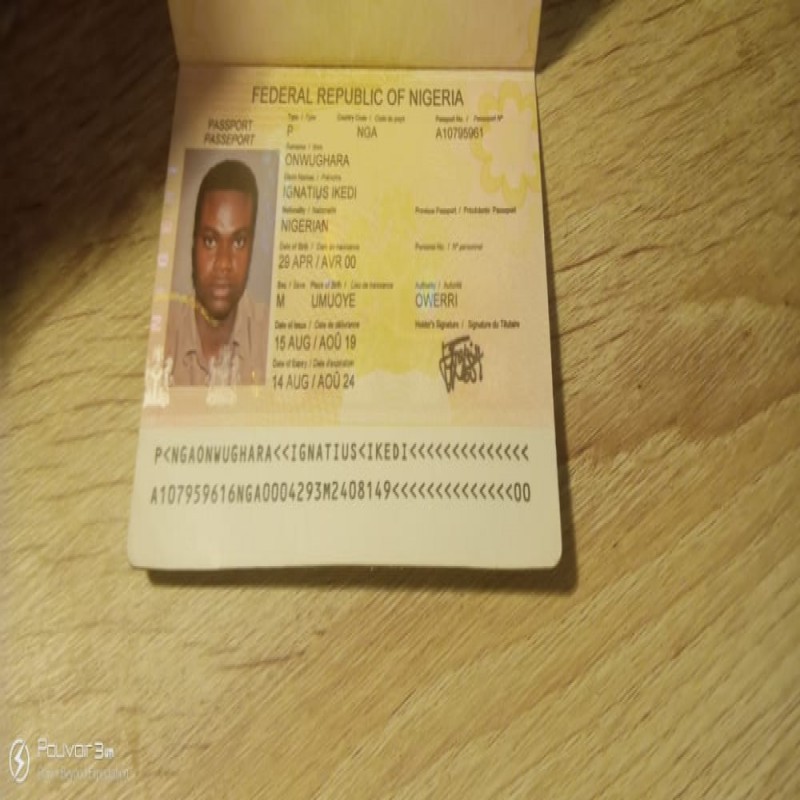 FEDERAL REPUBLIC OF NIGERIA
PASSPORT
PASSEPORT
Type / Type
Country Code / Code du pays
Passport No. / Passeport N°
P
NGA
A10795961
Surname / Nom
ONWUGHARA
Given Names / Prénoms
IGNATIUS IKEDI
Nationality / Nationalité
Previous Passport / Précédents Passeport
NIGERIAN
Date of Birth / Date de naissance
Personal No. / N° personnel
29 APR / AVR 00
Sex / Sexe
Place of Birth / Lieu de naissance
Authority / Autorité
M
UMUOYE
OWERRI
Date of Issue / Date de délivrance
Holder's Signature / Signature du Titulaire
15 AUG / AOÛ 19
Date of Expiry / Date d'expiration
14 AUG / AOÛ 24
P<NGAONWUGHARA<<IGNATIUS<IKEDI<<<<<<<<<<<<<<
A107959616NGA0004293M2408149<<<<<<<<<<<<<<00
Pouvoir 3